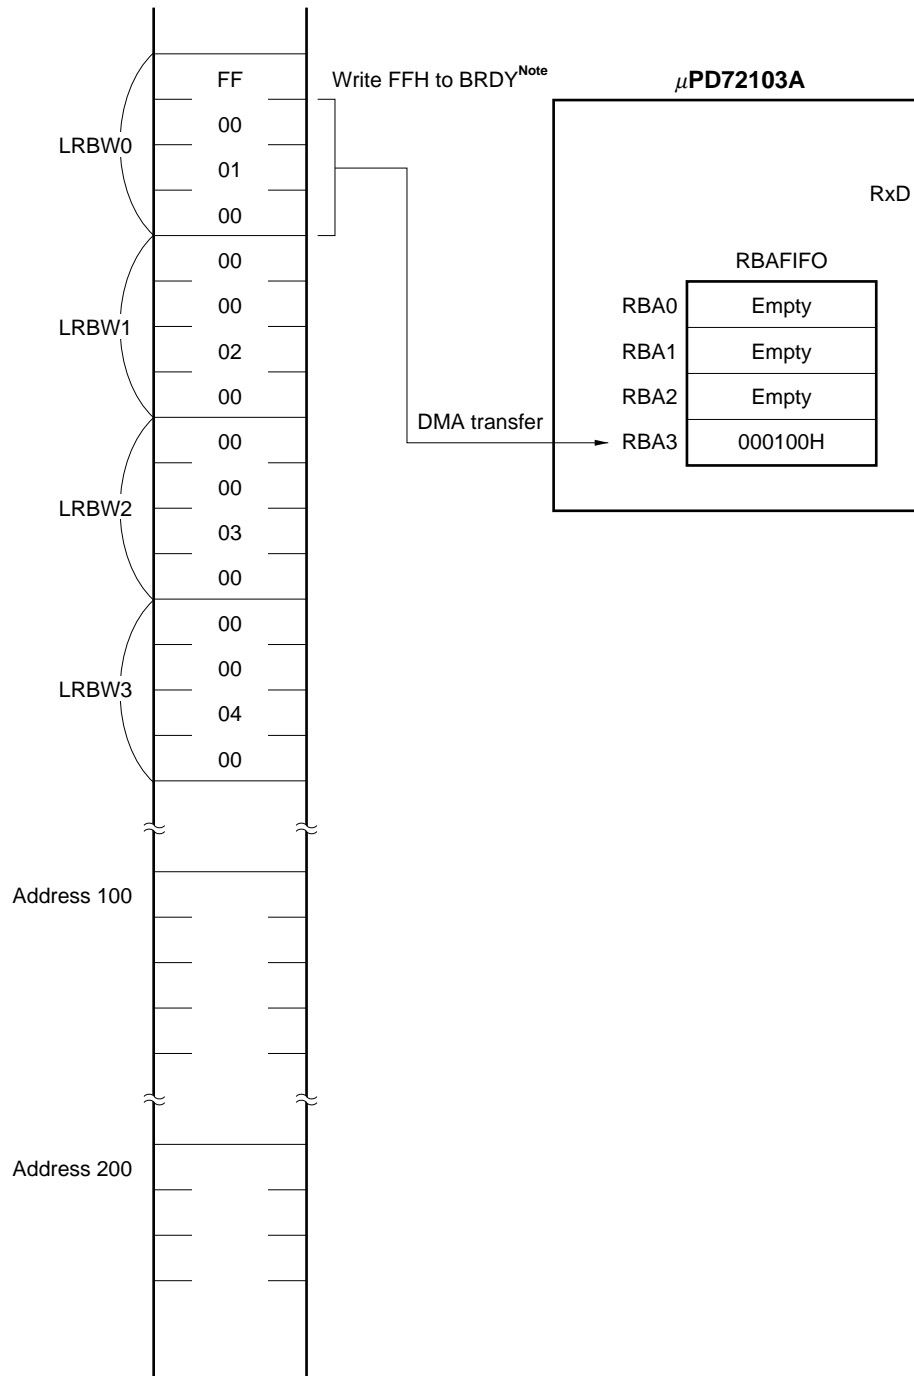 FF Write FFH to BRDYNote μPD72103A
00
LRBW0
01
RxD
00
00 RBAFIFO
00 RBA0 Empty
LRBW1 RBA1 Empty
02
00 RBA2 Empty
00 DMA transfer RBA3 000100H
00
LRBW2
03
00
00
00
LRBW3
04
00
Address 100
Address 200